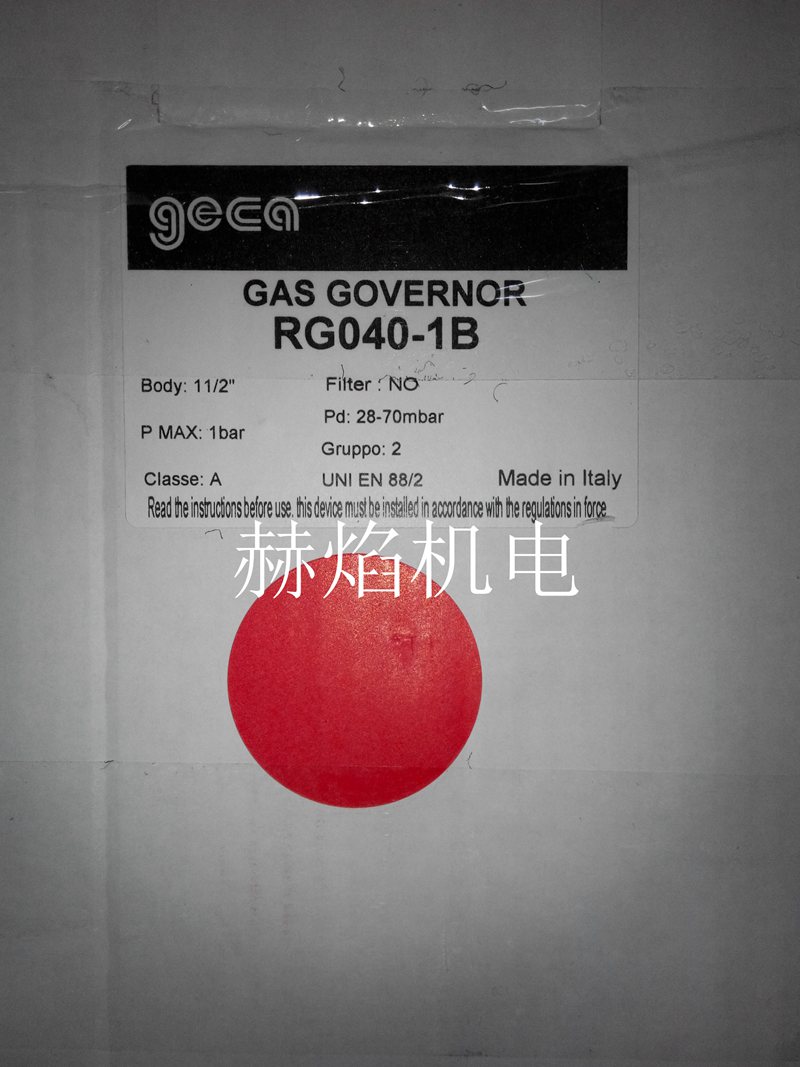 geca
GAS GOVERNOR
RG040-1B
Body: 11/2" Filter : NO
Pd: 28-70mbar
P MAX: 1bar
Gruppo: 2
Classe: A UNI EN 88/2 Made in Italy
Read the instructions before use. this device must be installed in accordance with the regulations in force
赫焰机电